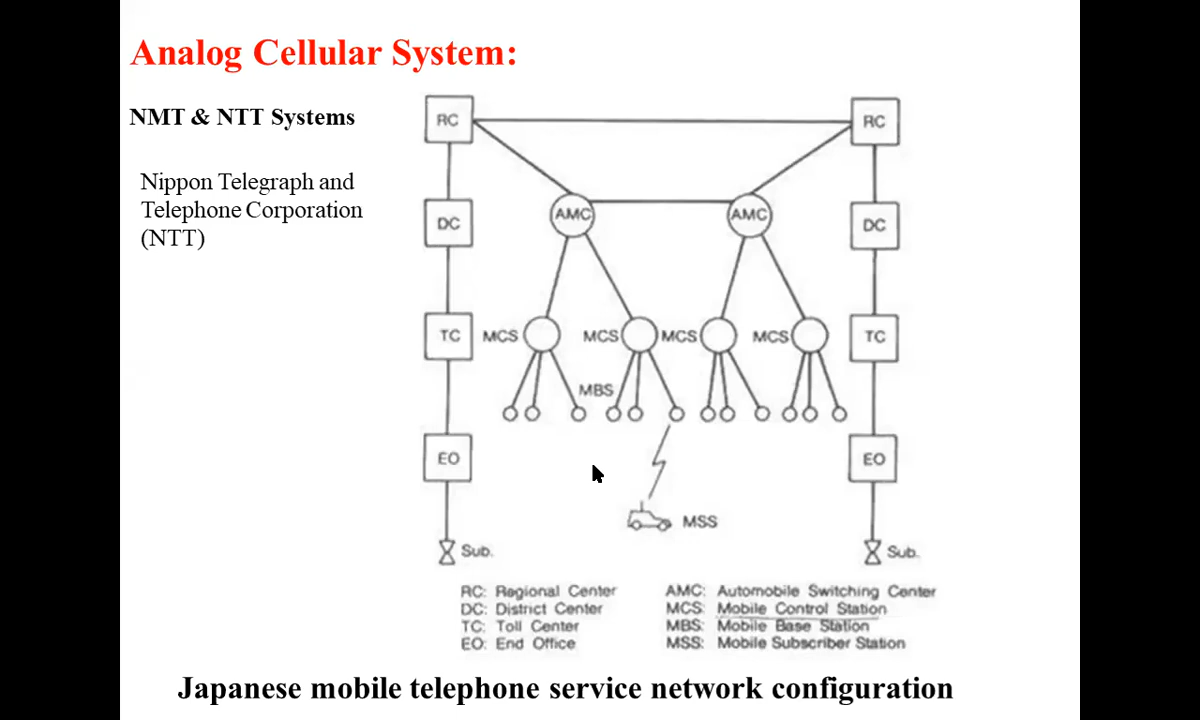 Analog Cellular System:
NMT & NTT Systems
Nippon Telegraph and
Telephone Corporation
(NTT)
RC
RC
AMC
AMC
DC
DC
TC
MCS
MCS
MCS
MCS
TC
MBS
EO
EO
MSS
Sub.
Sub.
RC: Regional Center
DC: District Center
TC: Toll Center
EO: End Office
AMC: Automobile Switching Center
MCS: Mobile Control Station
MBS: Mobile Base Station
MSS: Mobile Subscriber Station
Japanese mobile telephone service network configuration